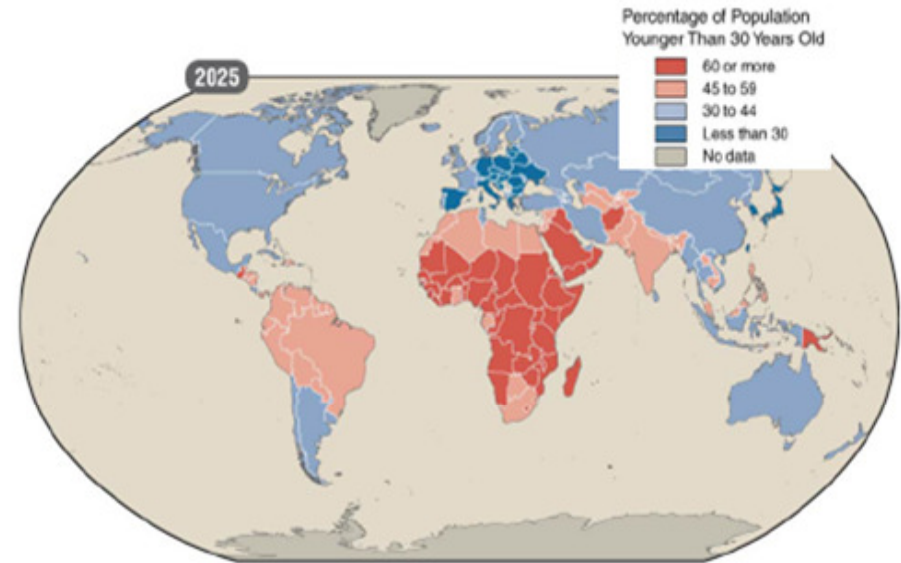 Percentage of Population
Younger Than 30 Years Old
60 or more
45 to 59
30 to 44
Less than 30
No data
2025